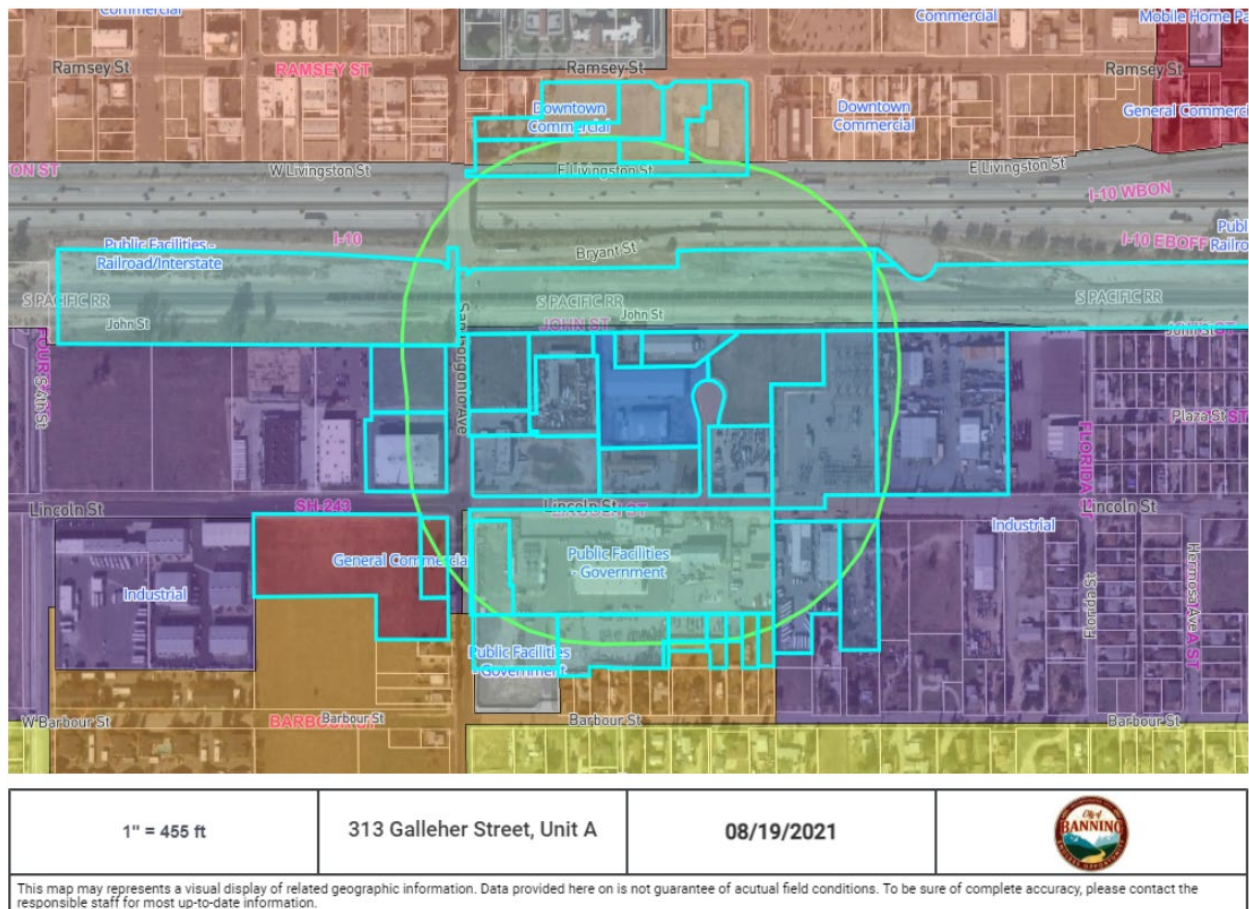 Commercial
Commercial
Mobile Home Pa
Ramsey St
RAMSEY ST
Ramsey St
Ramsey St
Downtown
Commercial
Downtown
Commercial
General Commerci
ON ST
W Livingston St
E Livingston St
E Livingston St
I-10 WBON
Public Facilities -
Railroad/Interstate
I-10
Bryant St
I-10 EBOFF
Publ
Railro
S PACIFIC RR
S PACIFIC RR
S PACIFIC RR
John St
JOHN ST
John St
John St
S 4th St
San Gorgonio Ave
Plaza St
ST
FLORIDA ST
Lincoln St
SH-243
Lincoln St
Lincoln St
Industrial
General Commercia
Public Facilities
- Government
Industrial
Florida St
Hermosa Ave
A ST
Public Facilities
- Government
W Barbour St
Barbour St
Barbour St
Barbour St
1" = 455 ft
313 Galleher Street, Unit A
08/19/2021
City of
BANNING
This map may represents a visual display of related geographic information. Data provided here on is not guarantee of acutual field conditions. To be sure of complete accuracy, please contact the
responsible staff for most up-to-date information.